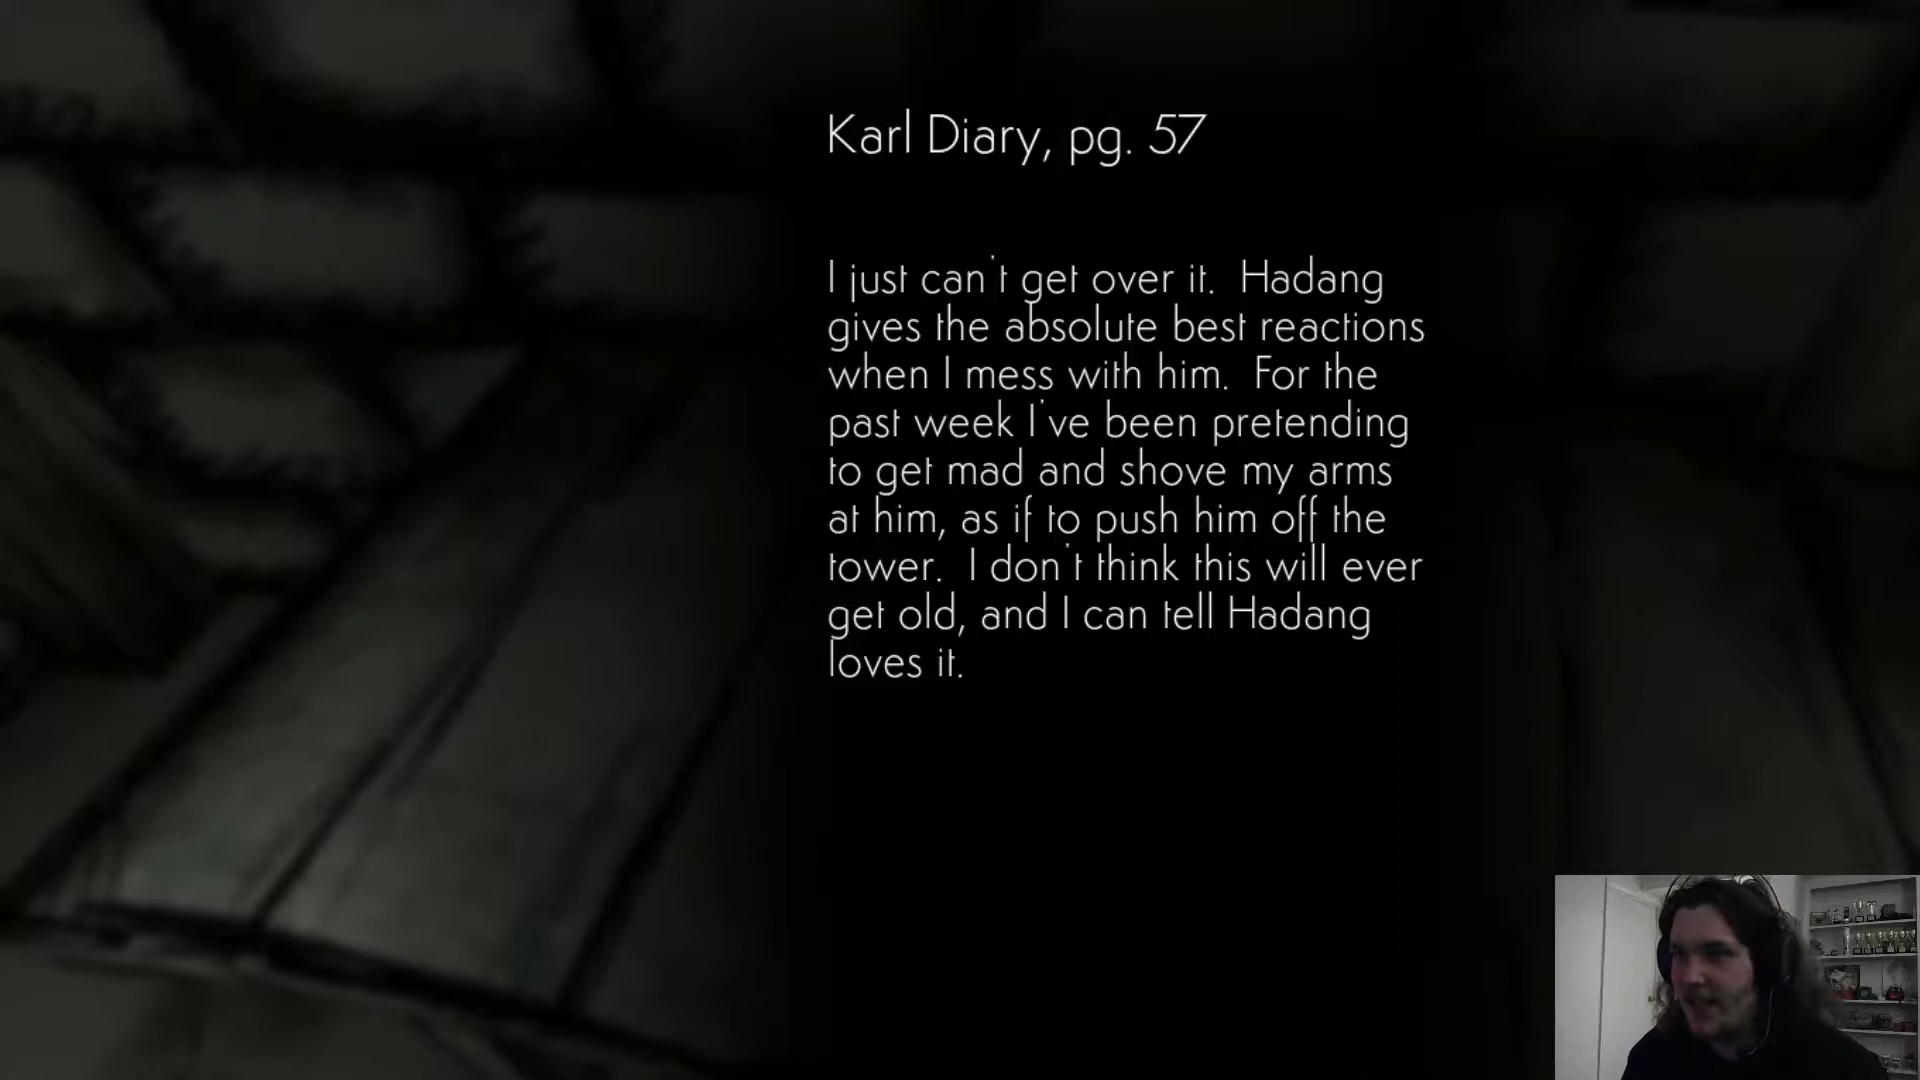 Karl Diary, pg. 57
I just can't get over it.  Hadang
gives the absolute best reactions
when I mess with him.  For the
past week I've been pretending
to get mad and shove my arms
at him, as if to push him off the
tower.  I don't think this will ever
get old, and I can tell Hadang
loves it.